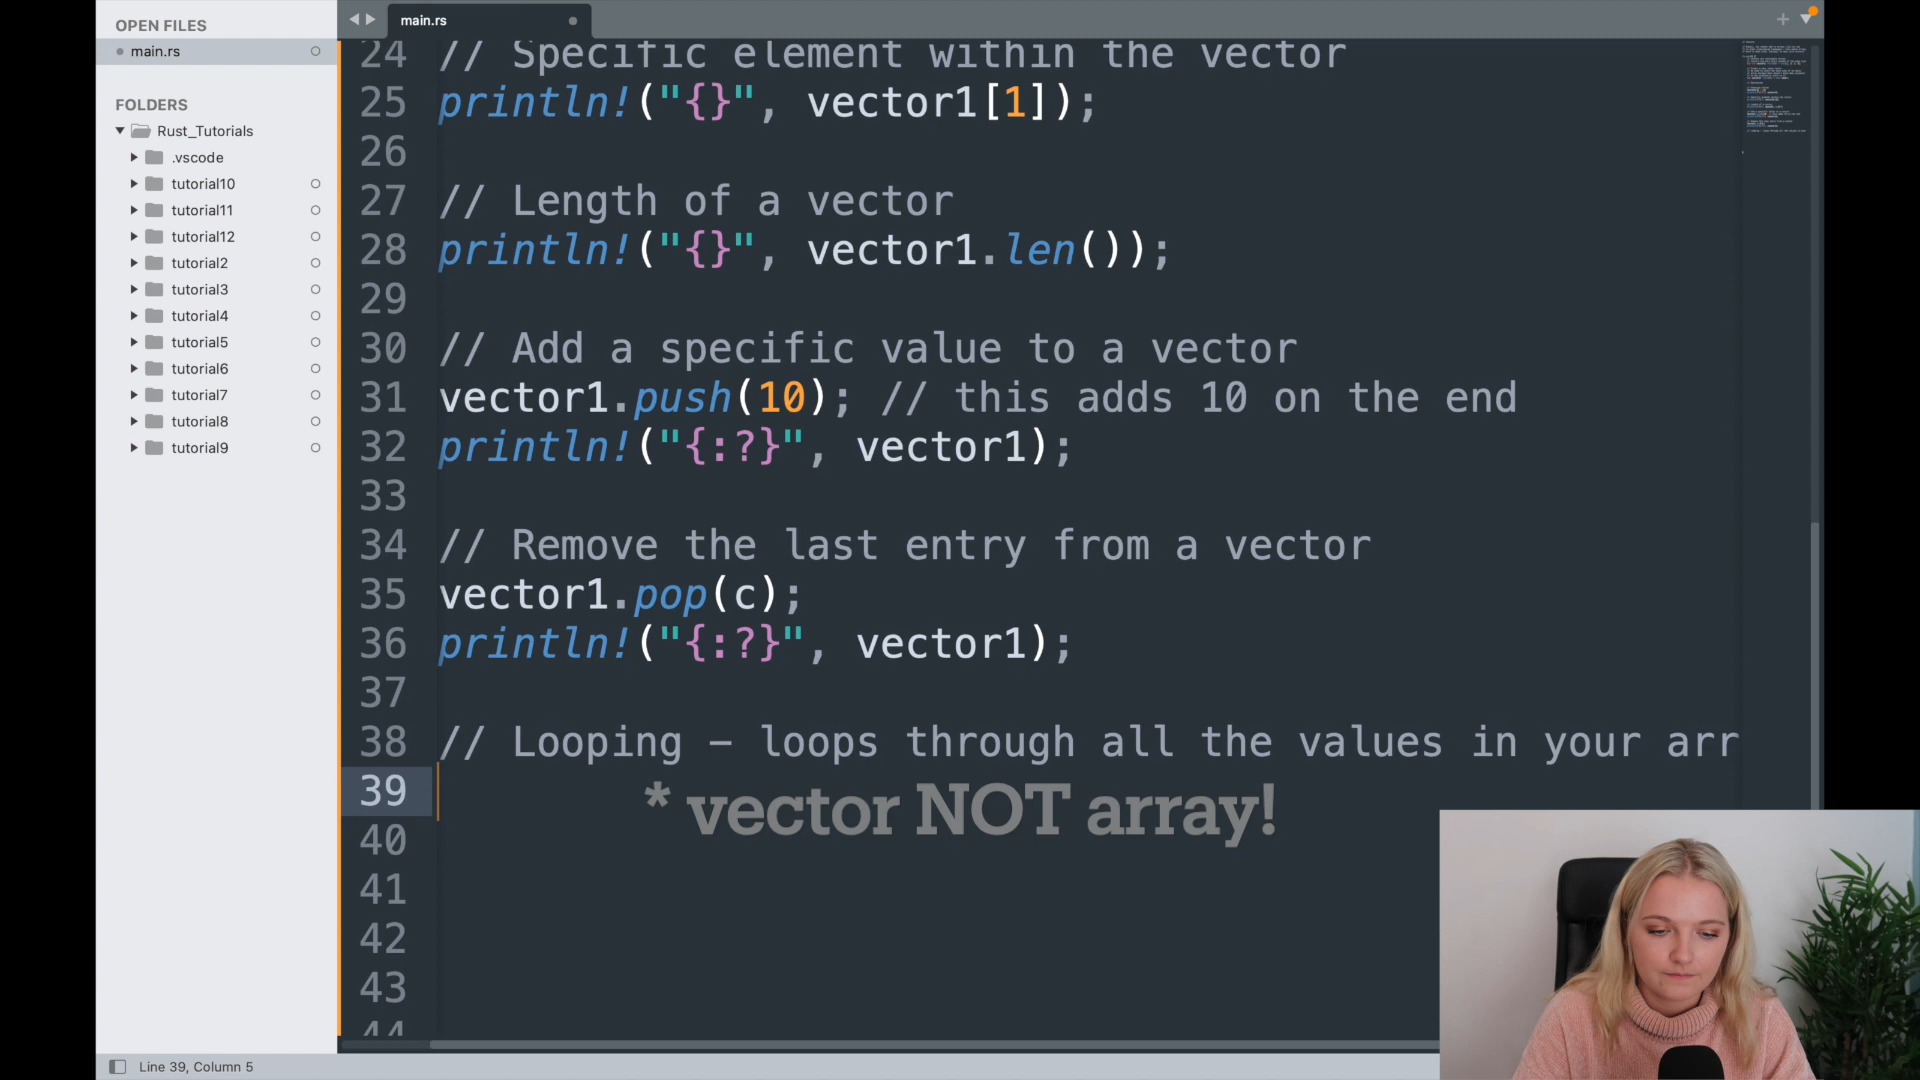 OPEN FILES
main.rs
FOLDERS
Rust_Tutorials
.vscode
tutorial10
tutorial11
tutorial12
tutorial2
tutorial3
tutorial4
tutorial5
tutorial6
tutorial7
tutorial8
tutorial9
main.rs
24 // Specific element within the vector
25 println!("{}", vector1[1]);
26
27 // Length of a vector
28 println!("{}", vector1.len());
29
30 // Add a specific value to a vector
31 vector1.push(10); // this adds 10 on the end
32 println!("{:?}", vector1);
33
34 // Remove the last entry from a vector
35 vector1.pop(c);
36 println!("{:?}", vector1);
37
38 // Looping – loops through all the values in your arr
39
* vector NOT array!
40
41
42
43
44
Line 39, Column 5